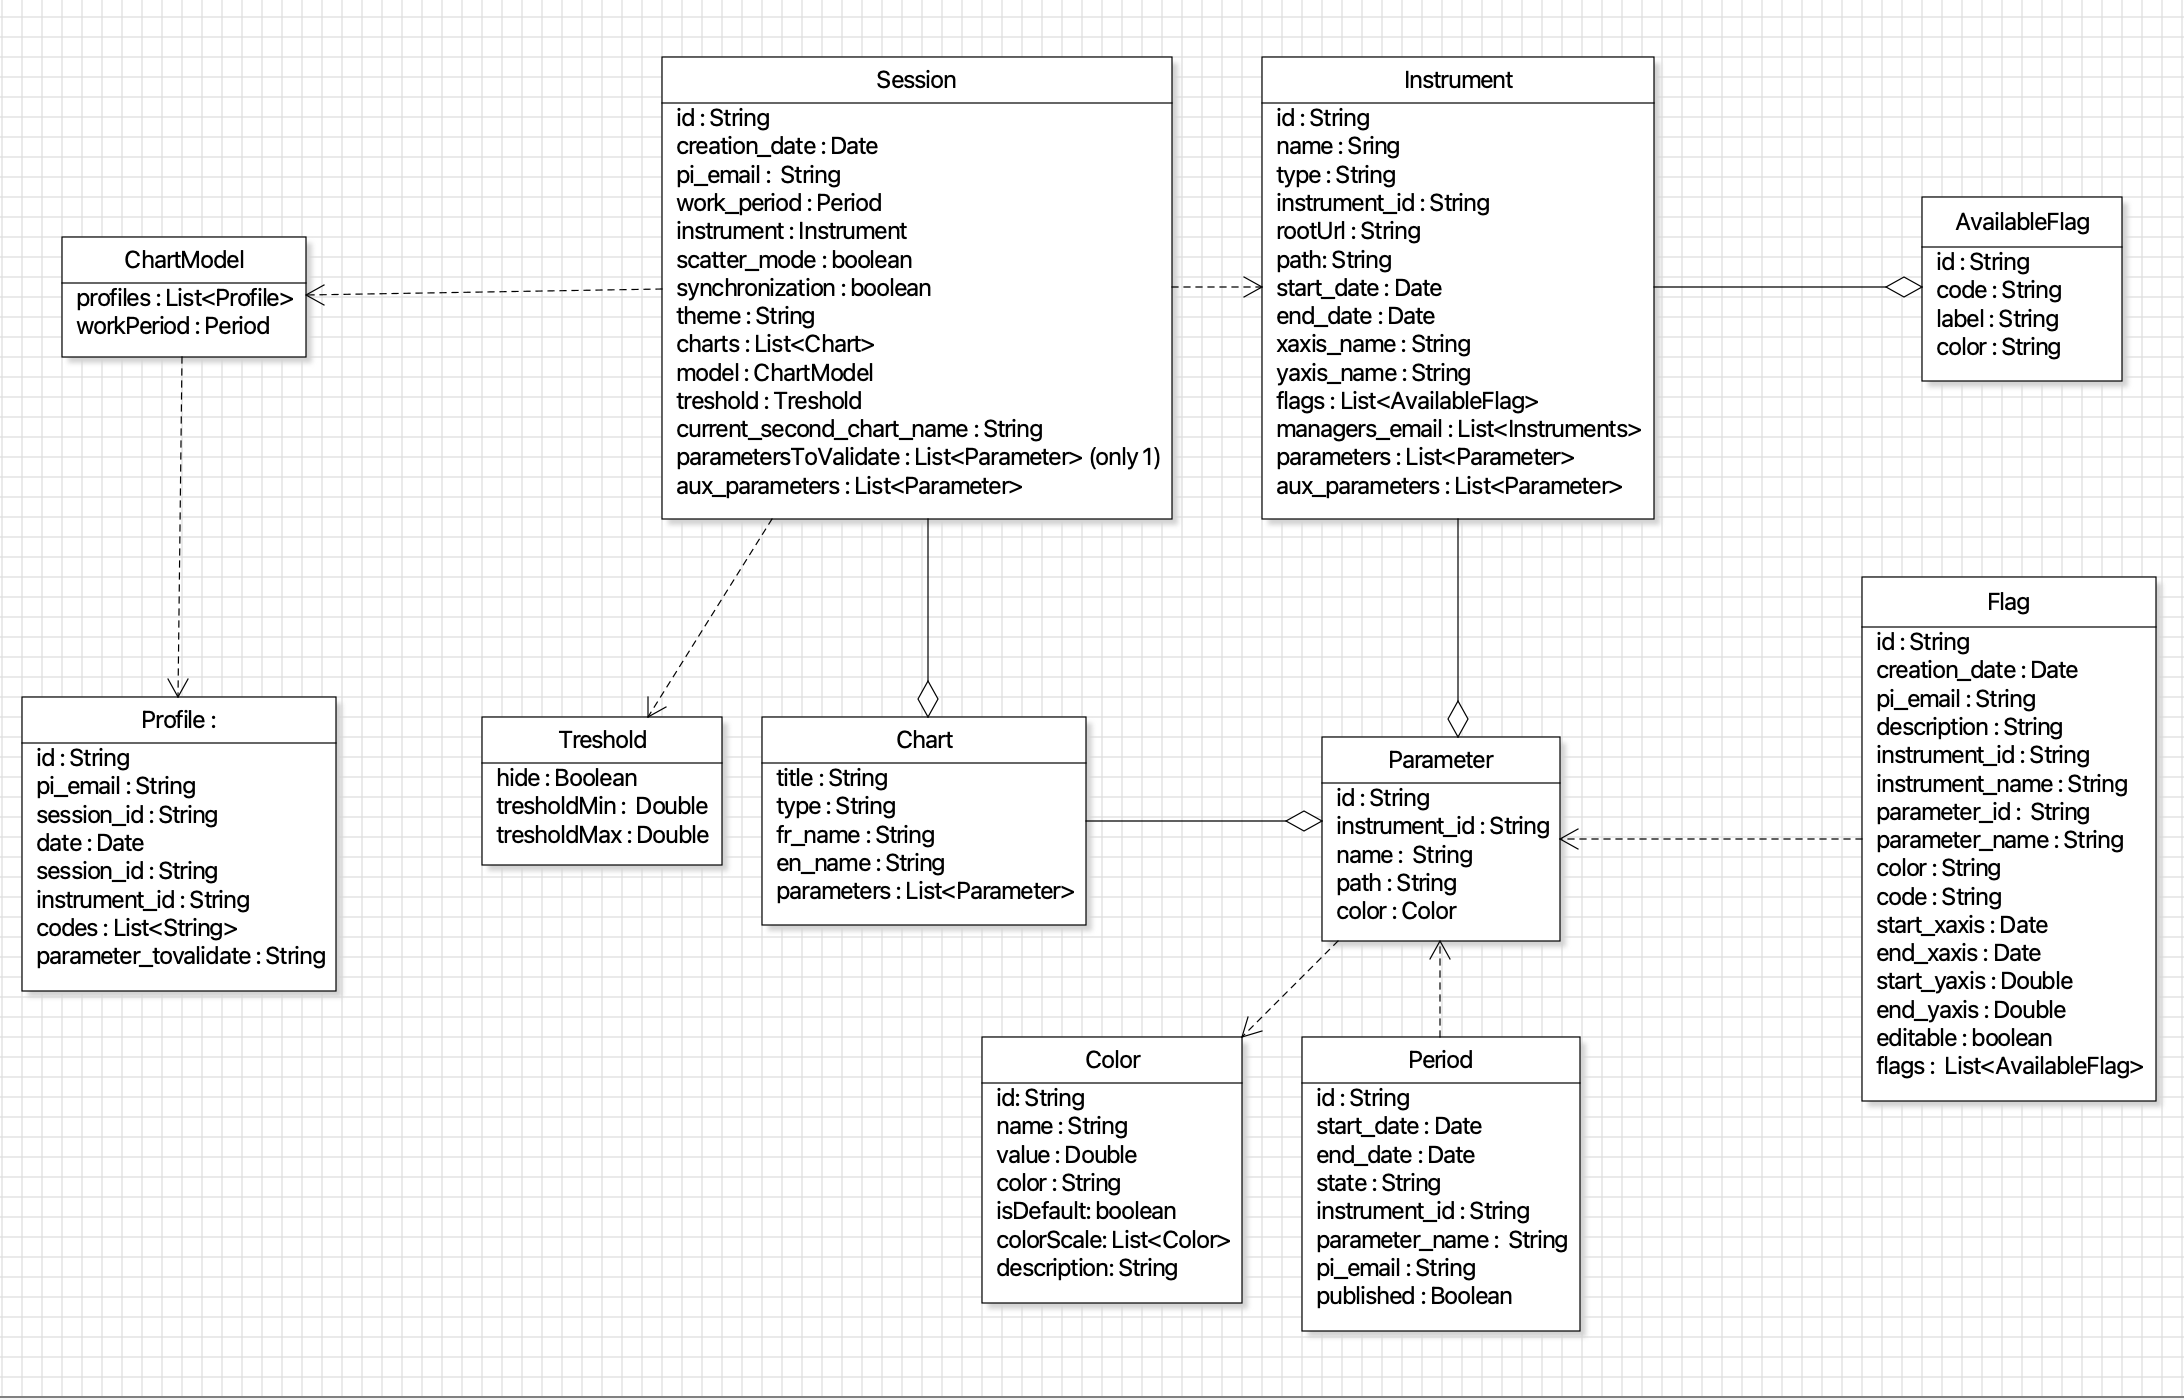 Session
id : String
creation_date : Date
pi_email :  String
work_period : Period
instrument : Instrument
scatter_mode : boolean
synchronization : boolean
theme : String
charts : List<Chart>
model : ChartModel
treshold : Treshold
current_second_chart_name : String
parametersToValidate : List<Parameter> (only 1)
aux_parameters : List<Parameter>
Instrument
id : String
name : Sring
type : String
instrument_id : String
rootUrl : String
path: String
start_date : Date
end_date : Date
xaxis_name : String
yaxis_name : String
flags : List<AvailableFlag>
managers_email : List<Instruments>
parameters : List<Parameter>
aux_parameters : List<Parameter>
AvailableFlag
id : String
code : String
label : String
color : String
ChartModel
profiles : List<Profile>
workPeriod : Period
Flag
id : String
creation_date : Date
pi_email : String
description : String
instrument_id : String
instrument_name : String
parameter_id :  String
parameter_name : String
color : String
code : String
start_xaxis : Date
end_xaxis : Date
start_yaxis : Double
end_yaxis : Double
editable : boolean
flags :  List<AvailableFlag>
Profile :
id : String
pi_email : String
session_id : String
date : Date
session_id : String
instrument_id : String
codes : List<String>
parameter_tovalidate : String
Treshold
hide : Boolean
tresholdMin :  Double
tresholdMax : Double
Chart
title : String
type : String
fr_name : String
en_name : String
parameters : List<Parameter>
Parameter
id : String
instrument_id : String
name :  String
path : String
color : Color
Color
id: String
name : String
value : Double
color : String
isDefault: boolean
colorScale: List<Color>
description: String
Period
id : String
start_date : Date
end_date : Date
state : String
instrument_id : String
parameter_name :  String
pi_email : String
published : Boolean